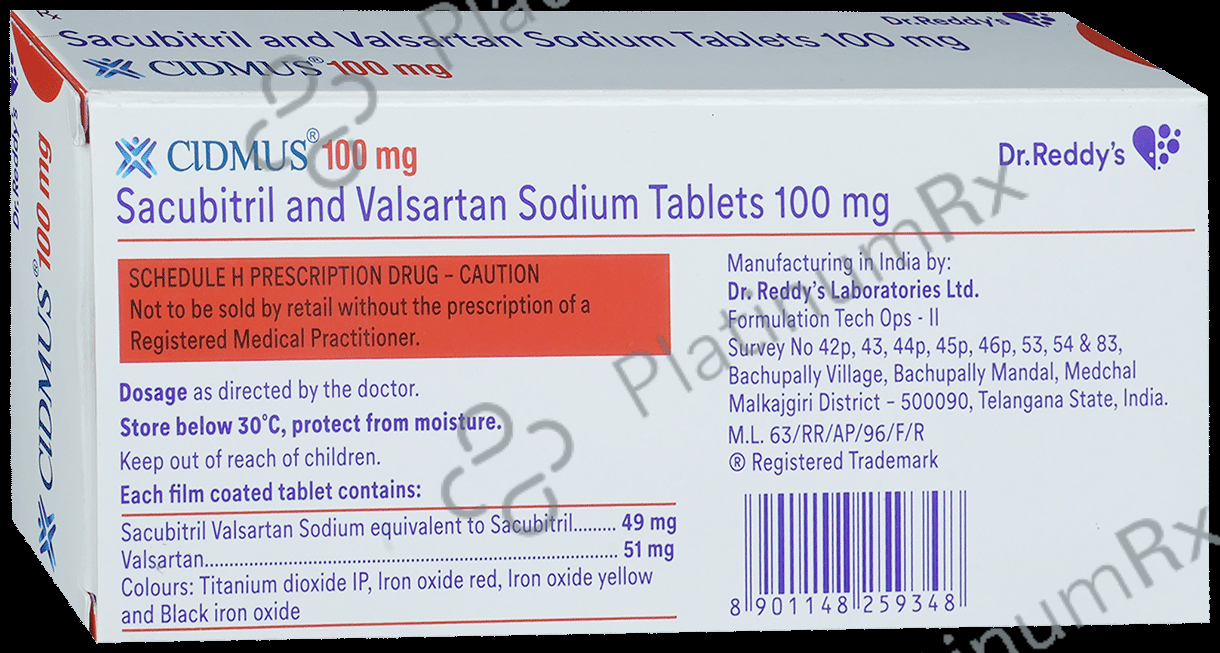 Rx
Dr.Reddy's
Sacubitril and Valsartan Sodium Tablets 100 mg
CIDMUS® 100 mg
Dr.Reddy's
CIDMUS® 100 mg
CIDMUS® 100 mg
Dr.Reddy's
Sacubitril and Valsartan Sodium Tablets 100 mg
SCHEDULE H PRESCRIPTION DRUG – CAUTION
Not to be sold by retail without the prescription of a
Registered Medical Practitioner.
Dosage as directed by the doctor.
Store below 30°C, protect from moisture.
Keep out of reach of children.
Each film coated tablet contains:
Sacubitril Valsartan Sodium equivalent to Sacubitril......... 49 mg
Valsartan.................................................................... 51 mg
Colours: Titanium dioxide IP, Iron oxide red, Iron oxide yellow
and Black iron oxide
Manufacturing in India by:
Dr. Reddy's Laboratories Ltd.
Formulation Tech Ops - II
Survey No 42p, 43, 44p, 45p, 46p, 53, 54 & 83,
Bachupally Village, Bachupally Mandal, Medchal
Malkajgiri District – 500090, Telangana State, India.
M.L. 63/RR/AP/96/F/R
® Registered Trademark
8 901148 259348
PlatinumRx
PlatinumRx
PlatinumRx